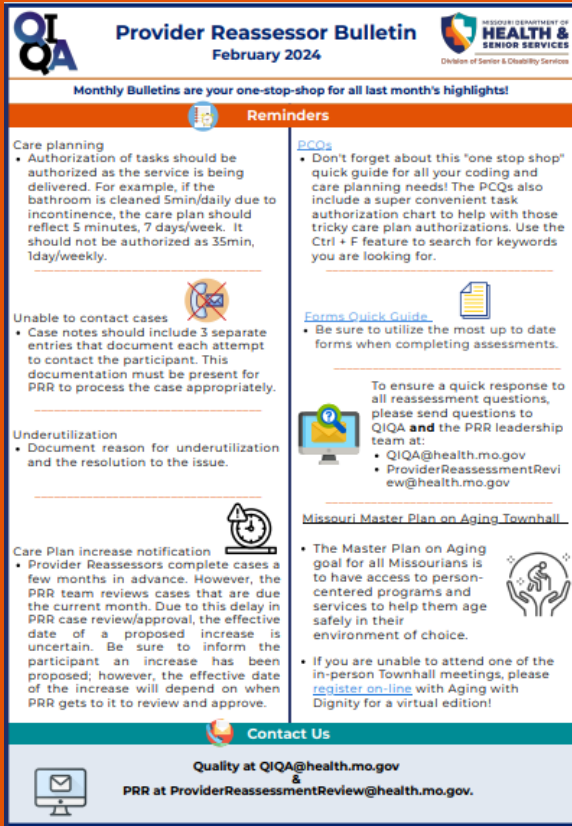 QIQA
Provider Reassessor Bulletin
February 2024
MISSOURI DEPARTMENT OF
HEALTH &
SENIOR SERVICES
Division of Senior & Disability Services
Monthly Bulletins are your one-stop-shop for all last month's highlights!
Reminders
Care planning
• Authorization of tasks should be
authorized as the service is being
delivered. For example, if the
bathroom is cleaned 5min/daily due to
incontinence, the care plan should
reflect 5 minutes, 7 days/week. It
should not be authorized as 35min,
1day/weekly.
Unable to contact cases
• Case notes should include 3 separate
entries that document each attempt
to contact the participant. This
documentation must be present for
PRR to process the case appropriately.
Underutilization
• Document reason for underutilization
and the resolution to the issue.
Care Plan increase notification
• Provider Reassessors complete cases a
few months in advance. However, the
PRR team reviews cases that are due
the current month. Due to this delay in
PRR case review/approval, the effective
date of a proposed increase is
uncertain. Be sure to inform the
participant an increase has been
proposed; however, the effective date
of the increase will depend on when
PRR gets to it to review and approve.
PCQs
• Don't forget about this "one stop shop"
quick guide for all your coding and
care planning needs! The PCQs also
include a super convenient task
authorization chart to help with those
tricky care plan authorizations. Use the
Ctrl + F feature to search for keywords
you are looking for.
Forms Quick Guide
• Be sure to utilize the most up to date
forms when completing assessments.
To ensure a quick response to
all reassessment questions,
please send questions to
QIQA and the PRR leadership
team at:
• QIQA@health.mo.gov
• ProviderReassessmentRevi
ew@health.mo.gov
Missouri Master Plan on Aging Townhall
• The Master Plan on Aging
goal for all Missourians is
to have access to person-
centered programs and
services to help them age
safely in their
environment of choice.
• If you are unable to attend one of the
in-person Townhall meetings, please
register on-line with Aging with
Dignity for a virtual edition!
Contact Us
Quality at QIQA@health.mo.gov
&
PRR at ProviderReassessmentReview@health.mo.gov.